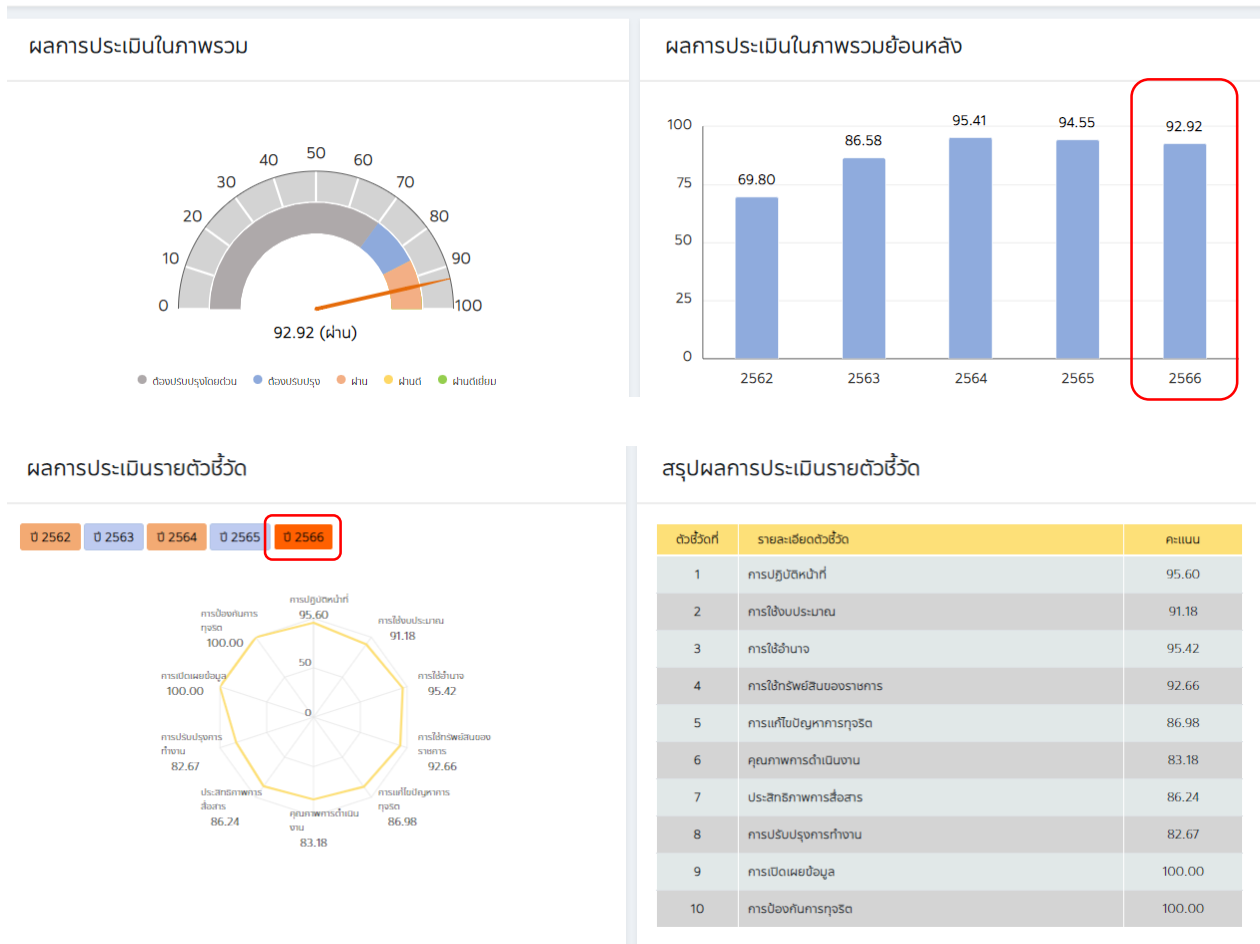 ผลการประเมินในภาพรวม
0
10
20
30
40
50
60
70
80
90
100
92.92 (ผ่าน)
ต้องปรับปรุงโดยด่วน ต้องปรับปรุง ผ่าน ผ่านดี ผ่านดีเยี่ยม
ผลการประเมินในภาพรวมย้อนหลัง
100
75
50
25
0
69.80
86.58
95.41
94.55
92.92
2562 2563 2564 2565 2566
ผลการประเมินรายตัวชี้วัด
ปี 2562 ปี 2563 ปี 2564 ปี 2565 ปี 2566
การปฏิบัติหน้าที่
95.60
การใช้งบประมาณ
91.18
การใช้อำนาจ
95.42
การใช้ทรัพย์สินของ
ราชการ
92.66
การแก้ไขปัญหาการ
ทุจริต
86.98
คุณภาพการดำเนิน
งาน
83.18
ประสิทธิภาพการ
สื่อสาร
86.24
การปรับปรุงการ
ทำงาน
82.67
การเปิดเผยข้อมูล
100.00
การป้องกันการ
ทุจริต
100.00
50
0
สรุปผลการประเมินรายตัวชี้วัด
ตัวชี้วัดที่ รายละเอียดตัวชี้วัด คะแนน
1 การปฏิบัติหน้าที่ 95.60
2 การใช้งบประมาณ 91.18
3 การใช้อำนาจ 95.42
4 การใช้ทรัพย์สินของราชการ 92.66
5 การแก้ไขปัญหาการทุจริต 86.98
6 คุณภาพการดำเนินงาน 83.18
7 ประสิทธิภาพการสื่อสาร 86.24
8 การปรับปรุงการทำงาน 82.67
9 การเปิดเผยข้อมูล 100.00
10 การป้องกันการทุจริต 100.00